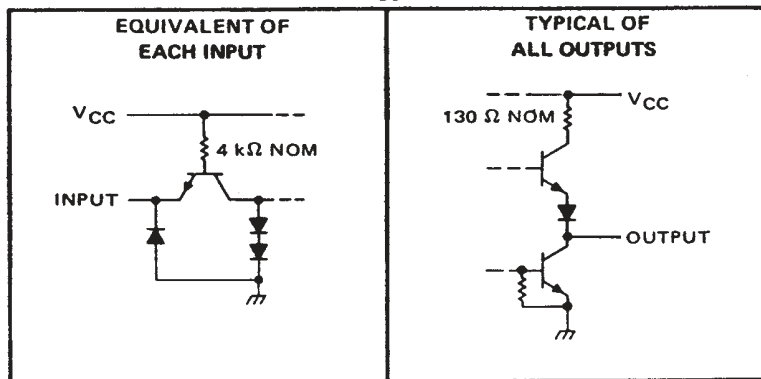 EQUIVALENT OF
EACH INPUT
VCC
4 kΩ NOM
INPUT
TYPICAL OF
ALL OUTPUTS
VCC
130 Ω NOM
OUTPUT